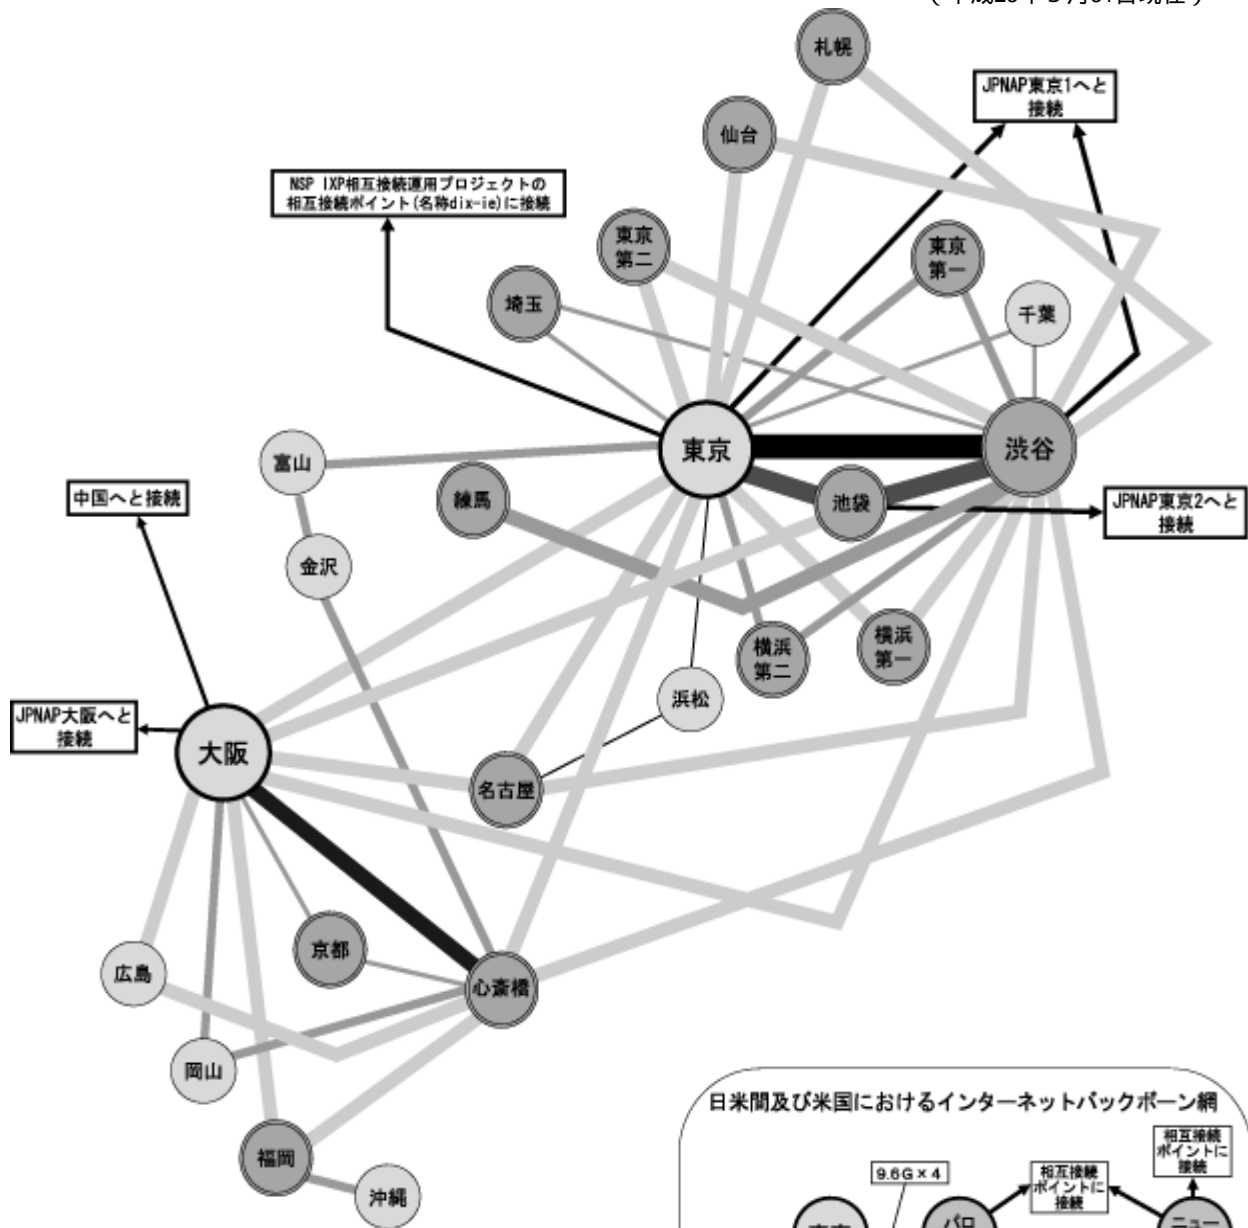 札幌
JPNAP東京1へと
接続
仙台
NSP IXP相互接続運用プロジェクトの
相互接続ポイント(名称dix-ie)に接続
東京
第二
東京
第一
埼玉
千葉
東京
渋谷
富山
練馬
池袋
中国へと接続
JPNAP東京2へと
接続
金沢
横浜
第二
横浜
第一
浜松
JPNAP大阪へと
接続
大阪
名古屋
京都
広島
心斎橋
岡山
福岡
沖縄
日米間及び米国におけるインターネットバックボーン網
相互接続
ポイントに
接続
9.6G×4
相互接続
ポイントに
接続
パロ
ニュー